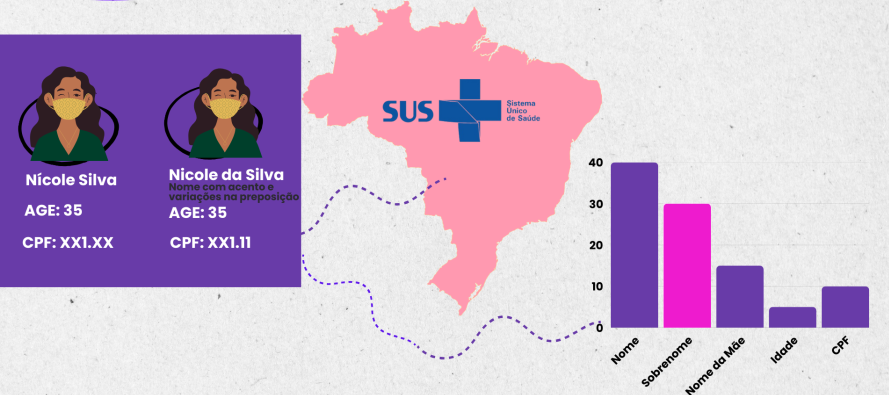 Nícole Silva
AGE: 35
CPF: XX1.XX
Nicole da Silva
Nome com acento e
variações na preposição
AGE: 35
CPF: XX1.11
SUS
Sistema
Único
de Saúde
40
30
20
10
0
Nome
Sobrenome
Nome da Mãe
Idade
CPF